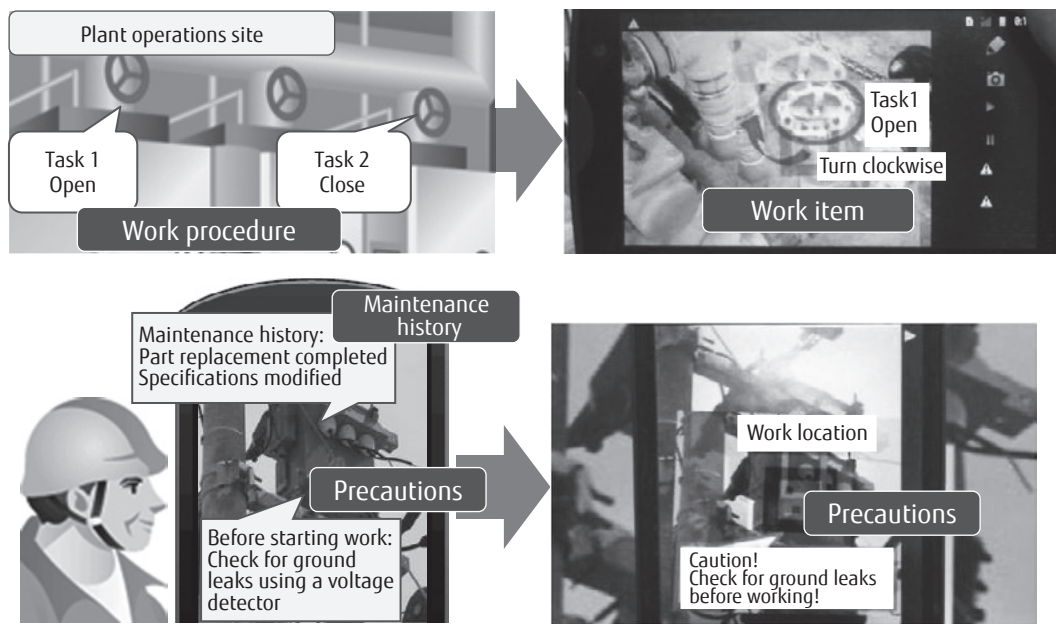 Plant operations site
Task 1
Open
Task 2
Close
Work procedure
Task1
Open
Turn clockwise
Work item
Maintenance
history
Maintenance history:
Part replacement completed
Specifications modified
Precautions
Before starting work:
Check for ground
leaks using a voltage
detector
Work location
Precautions
Caution!
Check for ground leaks
before working!